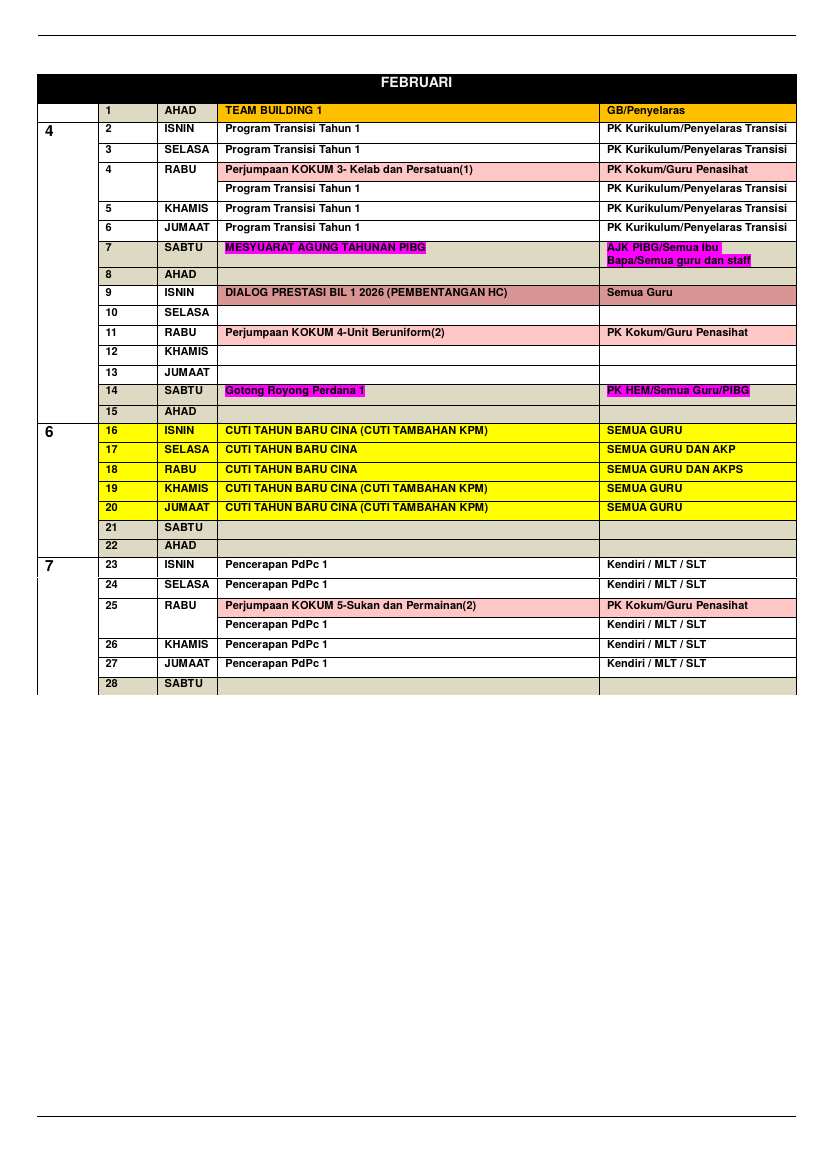 FEBRUARI
1 AHAD TEAM BUILDING 1 GB/Penyelaras
4 2 ISNIN Program Transisi Tahun 1 PK Kurikulum/Penyelaras Transisi
3 SELASA Program Transisi Tahun 1 PK Kurikulum/Penyelaras Transisi
4 RABU Perjumpaan KOKUM 3- Kelab dan Persatuan(1) PK Kokum/Guru Penasihat
Program Transisi Tahun 1 PK Kurikulum/Penyelaras Transisi
5 KHAMIS Program Transisi Tahun 1 PK Kurikulum/Penyelaras Transisi
6 JUMAAT Program Transisi Tahun 1 PK Kurikulum/Penyelaras Transisi
7 SABTU MESYUARAT AGUNG TAHUNAN PIBG AJK PIBG/Semua Ibu
Bapa/Semua guru dan staff
8 AHAD
9 ISNIN DIALOG PRESTASI BIL 1 2026 (PEMBENTANGAN HC) Semua Guru
10 SELASA
11 RABU Perjumpaan KOKUM 4-Unit Beruniform(2) PK Kokum/Guru Penasihat
12 KHAMIS
13 JUMAAT
14 SABTU Gotong Royong Perdana 1 PK HEM/Semua Guru/PIBG
15 AHAD
6 16 ISNIN CUTI TAHUN BARU CINA (CUTI TAMBAHAN KPM) SEMUA GURU
17 SELASA CUTI TAHUN BARU CINA SEMUA GURU DAN AKP
18 RABU CUTI TAHUN BARU CINA SEMUA GURU DAN AKPS
19 KHAMIS CUTI TAHUN BARU CINA (CUTI TAMBAHAN KPM) SEMUA GURU
20 JUMAAT CUTI TAHUN BARU CINA (CUTI TAMBAHAN KPM) SEMUA GURU
21 SABTU
22 AHAD
7 23 ISNIN Pencerapan PdPc 1 Kendiri / MLT / SLT
24 SELASA Pencerapan PdPc 1 Kendiri / MLT / SLT
25 RABU Perjumpaan KOKUM 5-Sukan dan Permainan(2) PK Kokum/Guru Penasihat
Pencerapan PdPc 1 Kendiri / MLT / SLT
26 KHAMIS Pencerapan PdPc 1 Kendiri / MLT / SLT
27 JUMAAT Pencerapan PdPc 1 Kendiri / MLT / SLT
28 SABTU